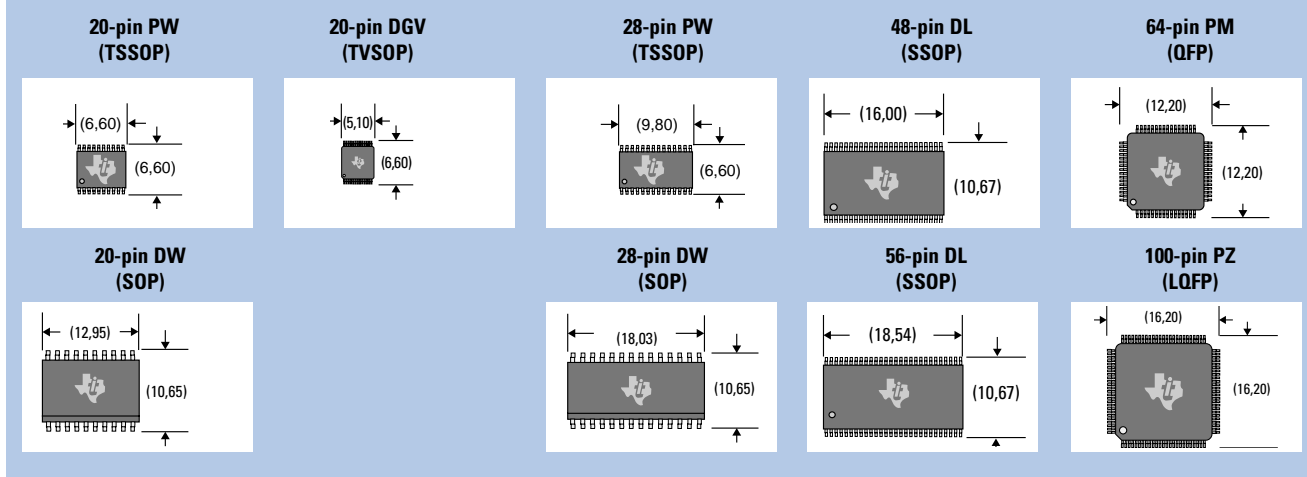 20-pin PW
(TSSOP)
20-pin DGV
(TVSOP)
28-pin PW
(TSSOP)
48-pin DL
(SSOP)
64-pin PM
(QFP)
(6,60)
(6,60)
(5,10)
(6,60)
(9,80)
(6,60)
(16,00)
(10,67)
(12,20)
(12,20)
20-pin DW
(SOP)
28-pin DW
(SOP)
56-pin DL
(SSOP)
100-pin PZ
(LQFP)
(12,95)
(10,65)
(18,03)
(10,65)
(18,54)
(10,67)
(16,20)
(16,20)